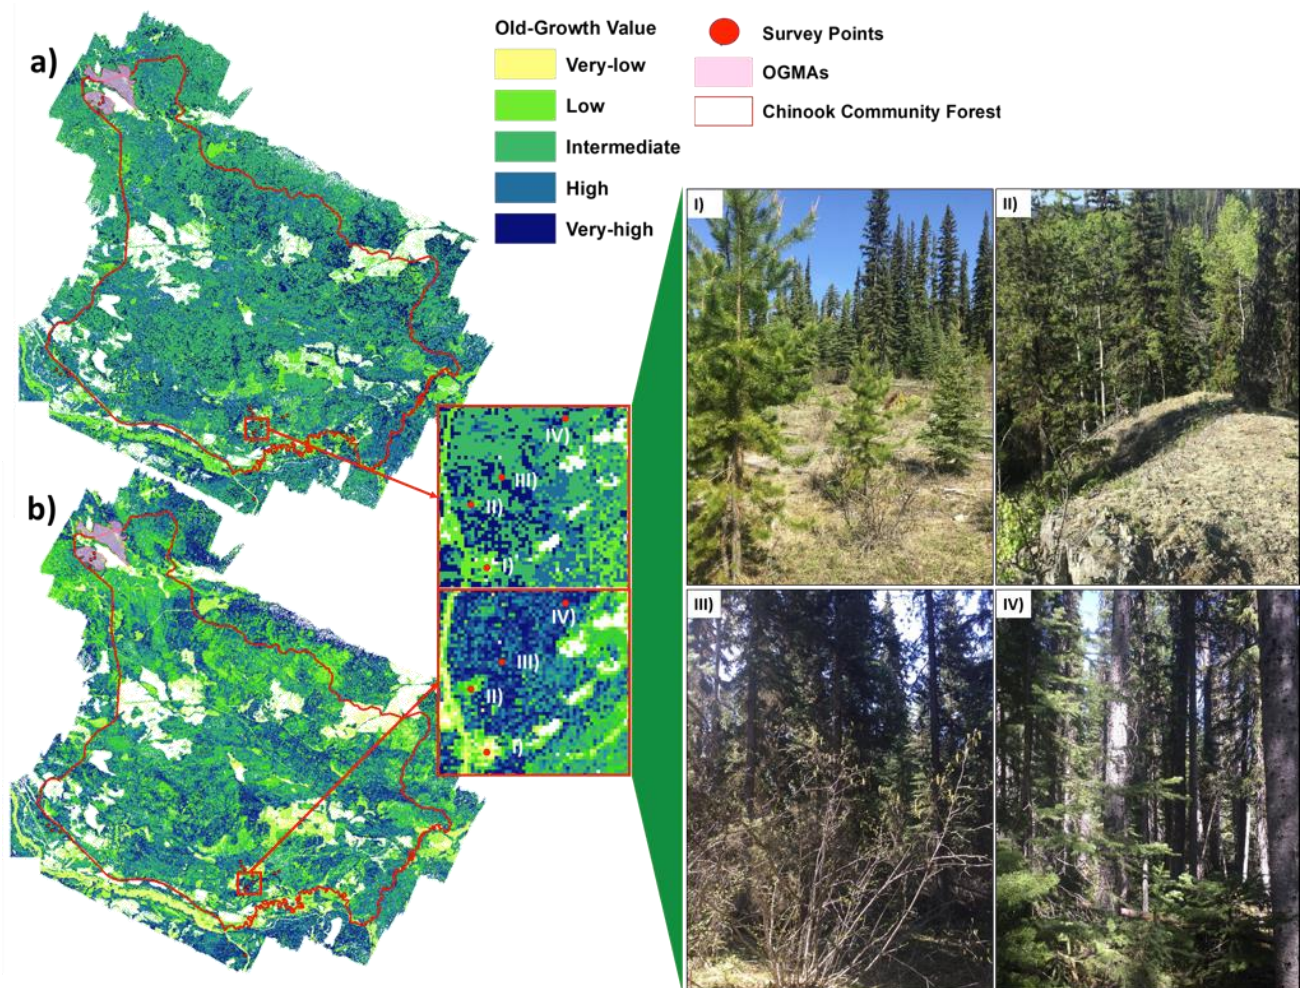 a)
Old-Growth Value
Very-low
Low
Intermediate
High
Very-high
Survey Points
OGMAs
Chinook Community Forest
I)
II)
IV)
III)
II)
I)
b)
IV)
III)
II)
I)
III)
IV)